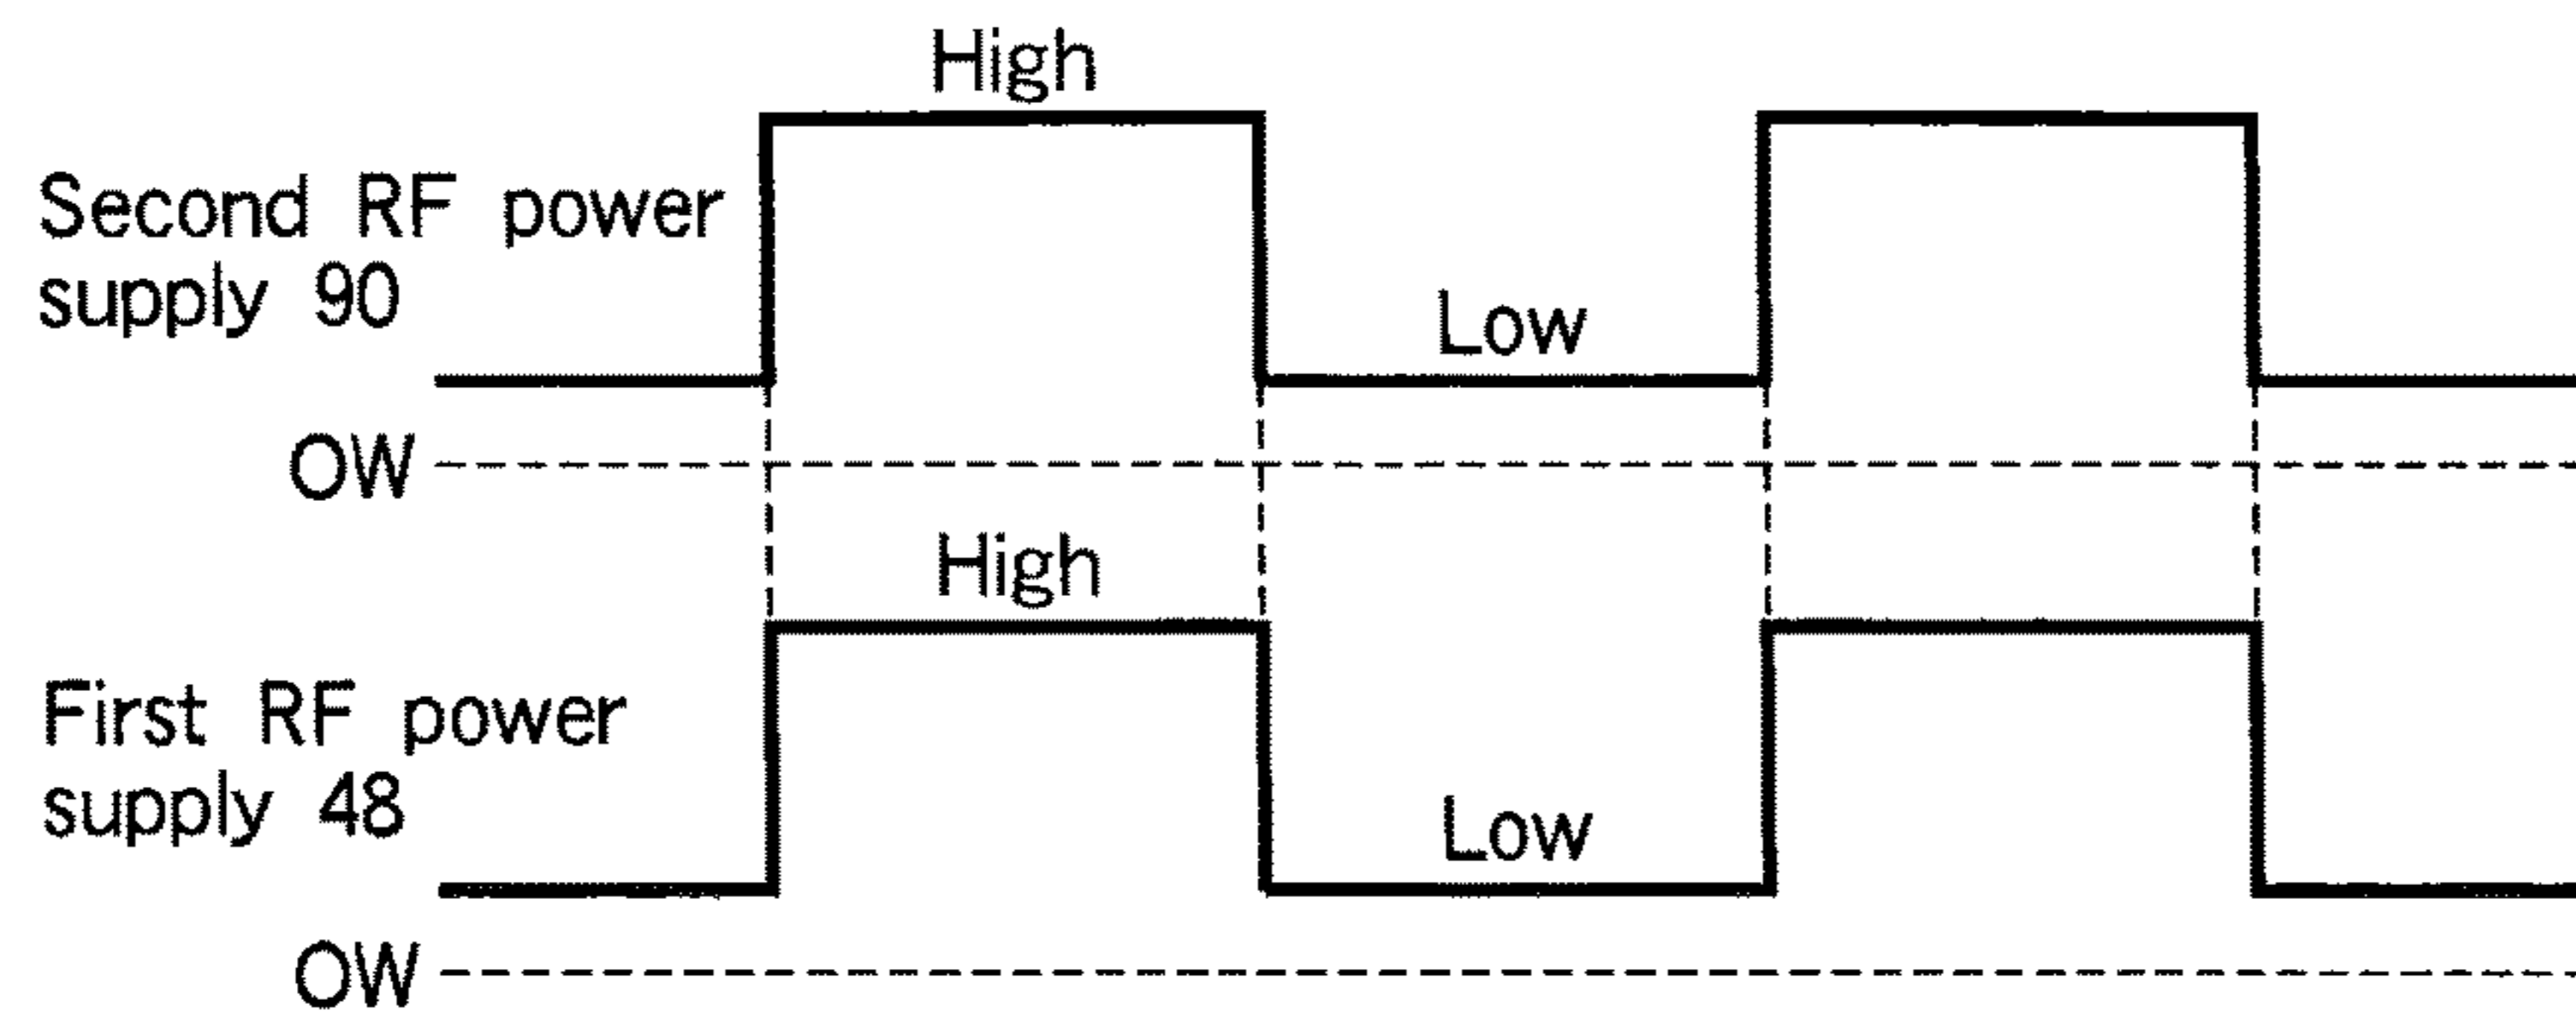 High
Second RF power
supply 90
Low
OW
High
First RF power
supply 48
Low
OW